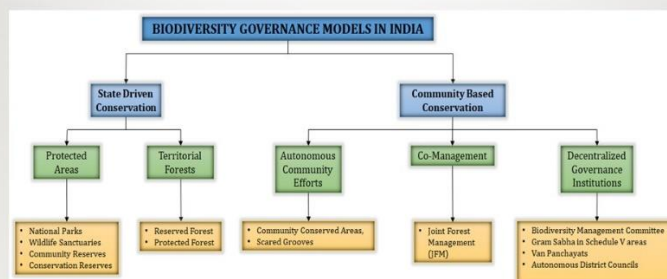 BIODIVERSITY GOVERNANCE MODELS IN INDIA
State Driven
Conservation
Community Based
Conservation
Protected
Areas
Territorial
Forests
Autonomous
Community
Efforts
Co-Management
Decentralized
Governance
Institutions
• National Parks
• Wildlife Sanctuaries
• Community Reserves
• Conservation Reserves
• Reserved Forest
• Protected Forest
• Community Conserved Areas,
• Scared Grooves
• Joint Forest
Management
(JFM)
• Biodiversity Management Committee
• Gram Sabha in Schedule V areas
• Van Panchayats
• Autonomous District Councils